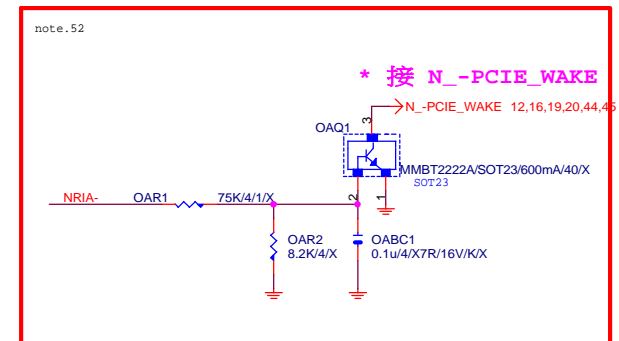 note.52
* 接 N_-PCIE_WAKE
N_-PCIE_WAKE 12,16,19,20,44,45
3
OAQ1
MMBT2222A/SOT23/600mA/40/X
SOT23
2
1
NRIA-
OAR1
75K/4/1/X
OAR2
8.2K/4/X
OABC1
0.1u/4/X7R/16V/K/X